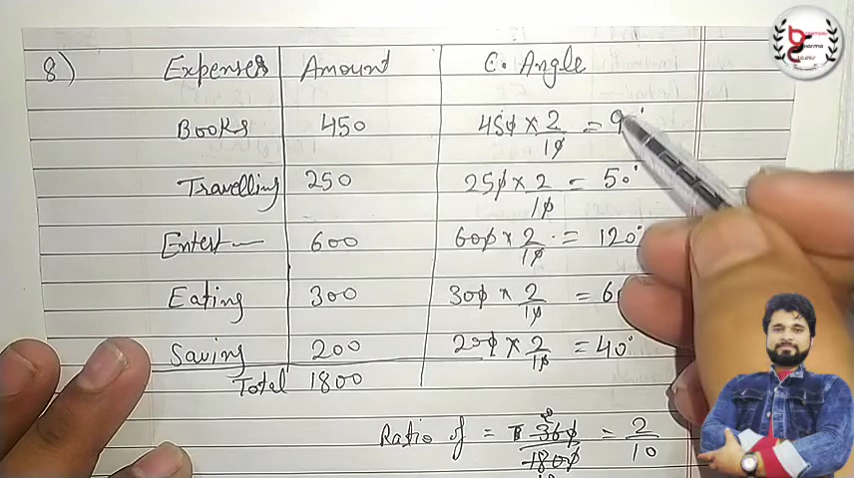 8) Expenses Amount C. Angle
Books 450 450 × 2/10 = 9
Travelling 250 250 × 2/10 = 50°
Entert— 600 600 × 2/10 = 120°
Eating 300 300 × 2/10 = 6
Saving 200 200 × 2/10 = 40°
Total 1800
Ratio of = 360/1800 = 2/10